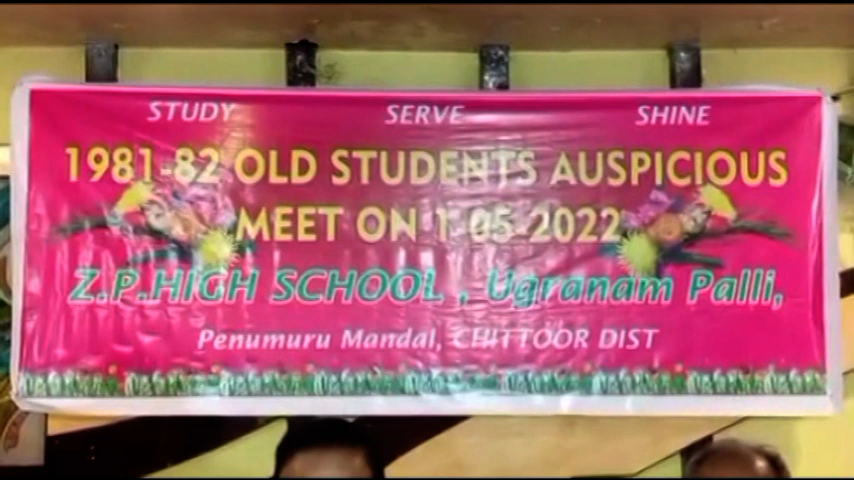 STUDY SERVE SHINE
1981-82 OLD STUDENTS AUSPICIOUS
MEET ON 1-05-2022
Z.P.HIGH SCHOOL , Ugranam Palli,
Penumuru Mandal, CHITTOOR DIST